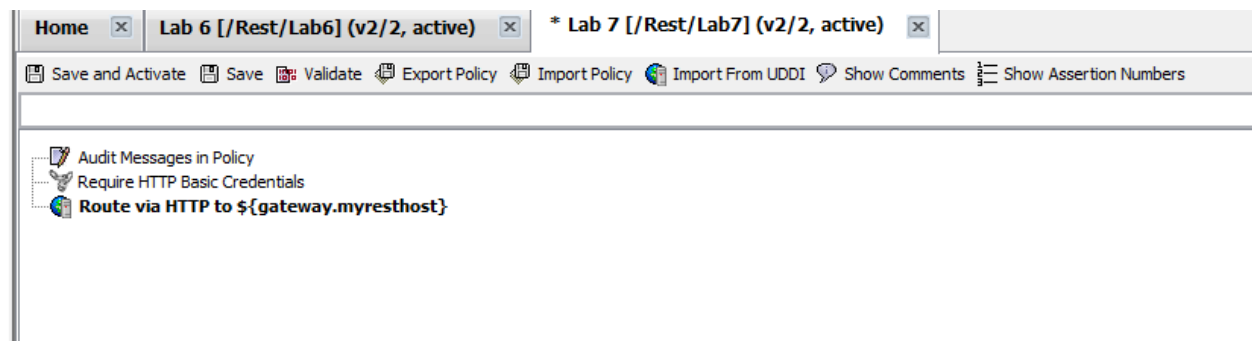 Home Lab 6 [/Rest/Lab6] (v2/2, active) * Lab 7 [/Rest/Lab7] (v2/2, active)
Save and Activate Save Validate Export Policy Import Policy Import From UDDI Show Comments Show Assertion Numbers
Audit Messages in Policy
Require HTTP Basic Credentials
Route via HTTP to ${gateway.myresthost}